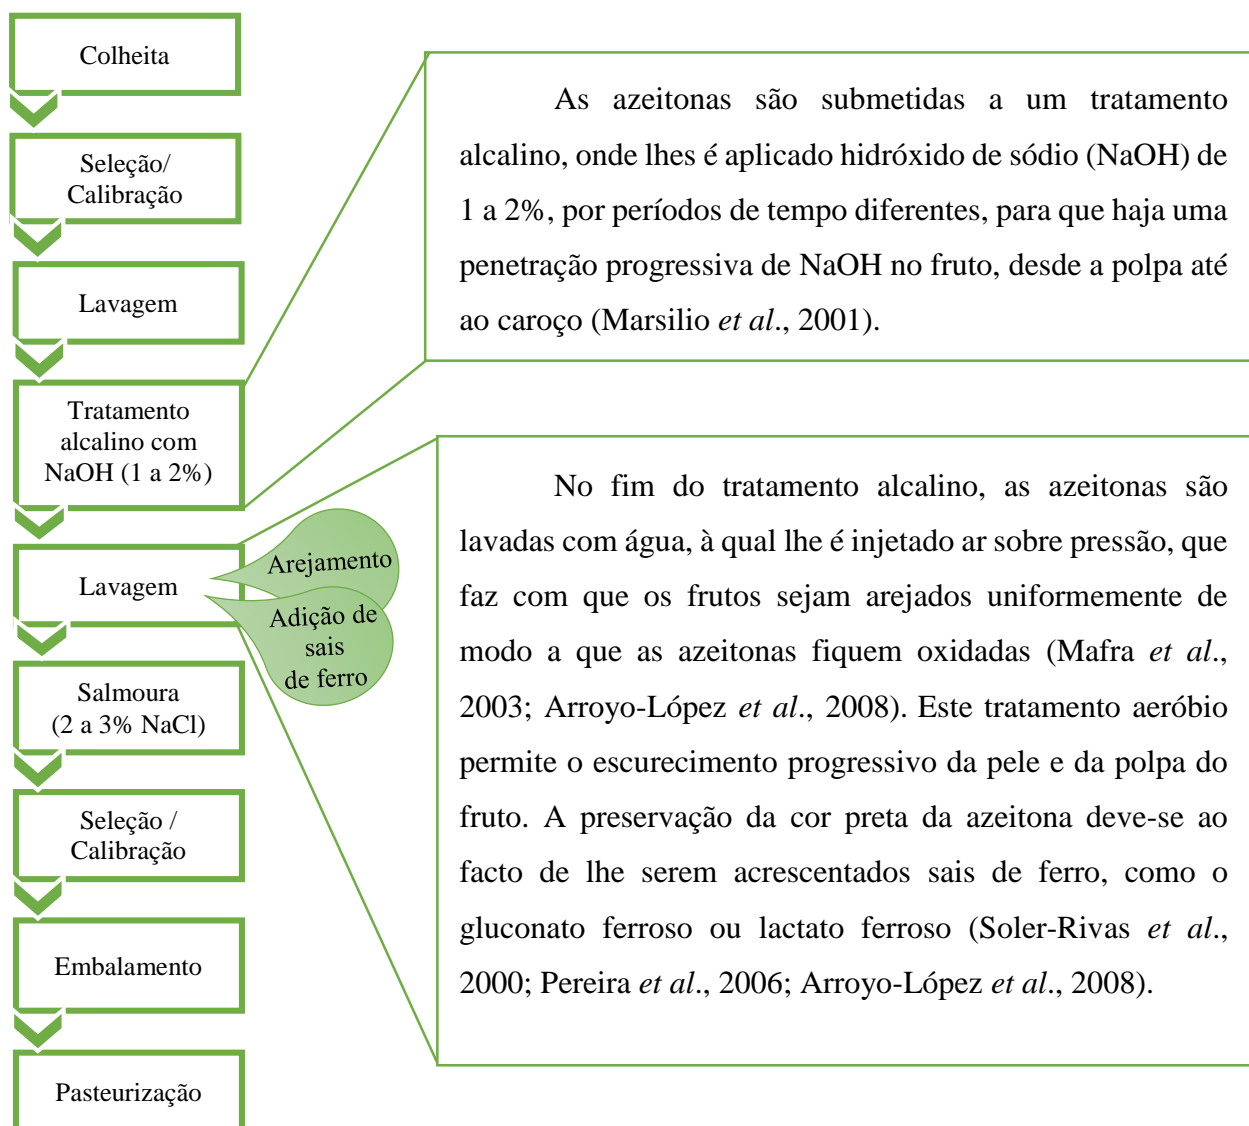 Colheita
Seleção/
Calibração
Lavagem
Tratamento
alcalino com
NaOH (1 a 2%)
As azeitonas são submetidas a um tratamento
alcalino, onde lhes é aplicado hidróxido de sódio (NaOH) de
1 a 2%, por períodos de tempo diferentes, para que haja uma
penetração progressiva de NaOH no fruto, desde a polpa até
ao caroço (Marsilio et al., 2001).
Lavagem
Arejamento
Adição de
sais
de ferro
No fim do tratamento alcalino, as azeitonas são
lavadas com água, à qual lhe é injetado ar sobre pressão, que
faz com que os frutos sejam arejados uniformemente de
modo a que as azeitonas fiquem oxidadas (Mafra et al.,
2003; Arroyo-López et al., 2008). Este tratamento aeróbio
permite o escurecimento progressivo da pele e da polpa do
fruto. A preservação da cor preta da azeitona deve-se ao
facto de lhe serem acrescentados sais de ferro, como o
gluconato ferroso ou lactato ferroso (Soler-Rivas et al.,
2000; Pereira et al., 2006; Arroyo-López et al., 2008).
Salmoura
(2 a 3% NaCl)
Seleção /
Calibração
Embalamento
Pasteurização